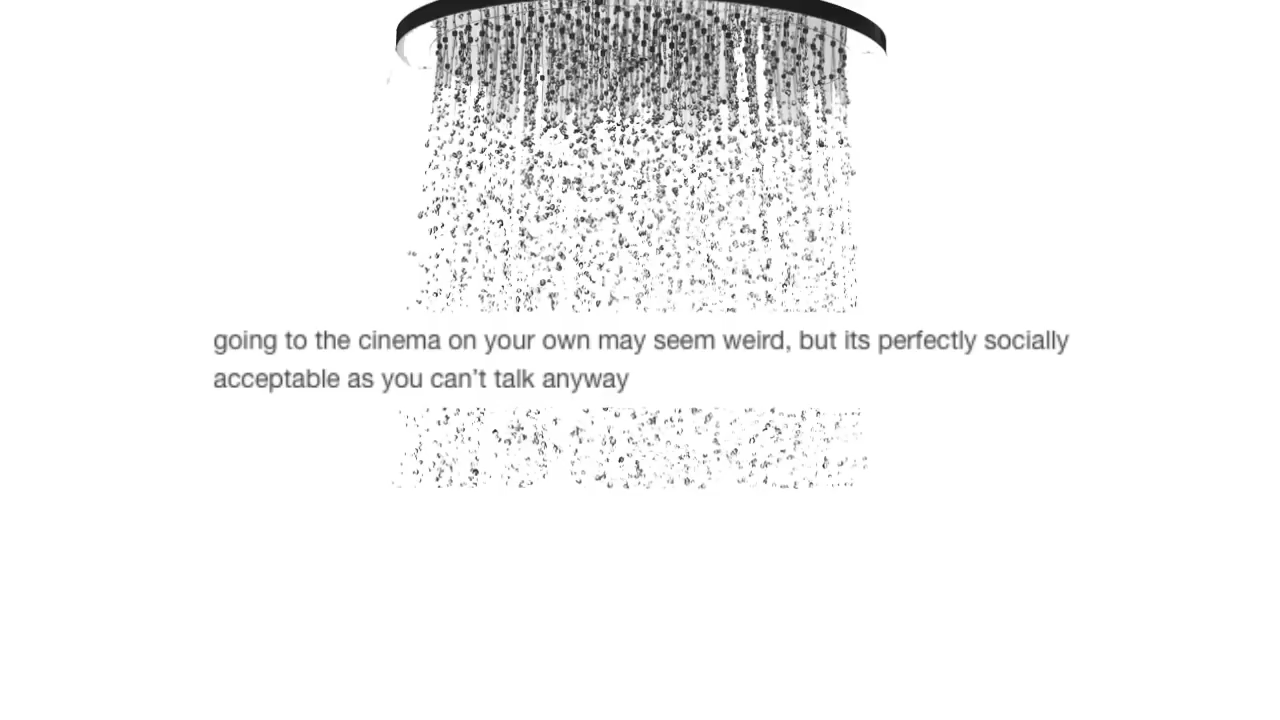 going to the cinema on your own may seem weird, but its perfectly socially
acceptable as you can’t talk anyway